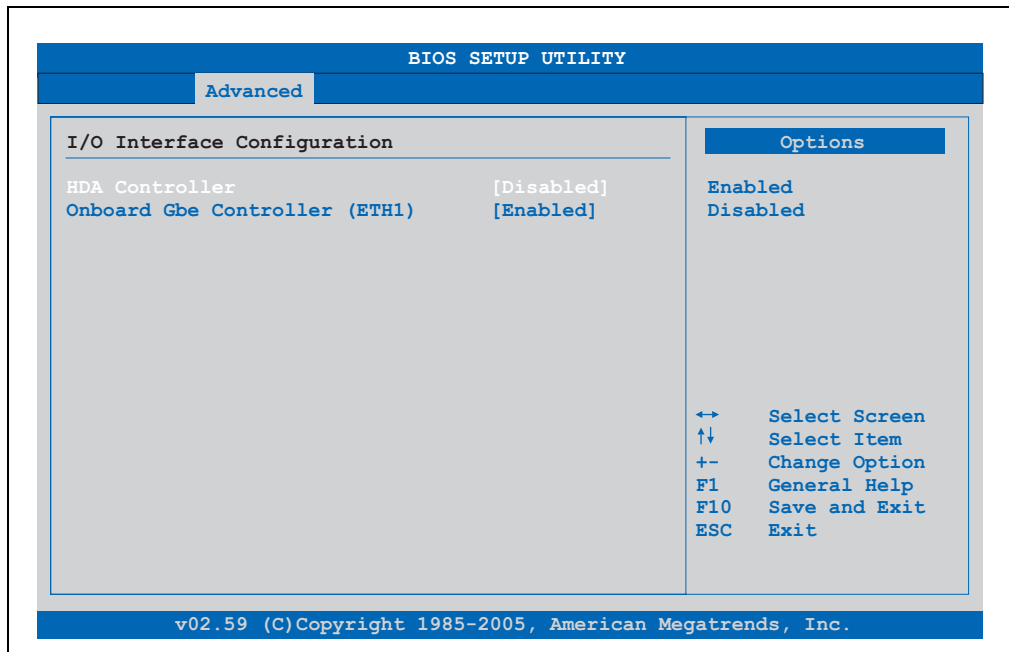 BIOS SETUP UTILITY
Advanced
I/O Interface Configuration
HDA Controller [Disabled]
Onboard Gbe Controller (ETH1) [Enabled]
Options
Enabled
Disabled
↔ Select Screen
↑↓ Select Item
+- Change Option
F1 General Help
F10 Save and Exit
ESC Exit
v02.59 (C)Copyright 1985-2005, American Megatrends, Inc.